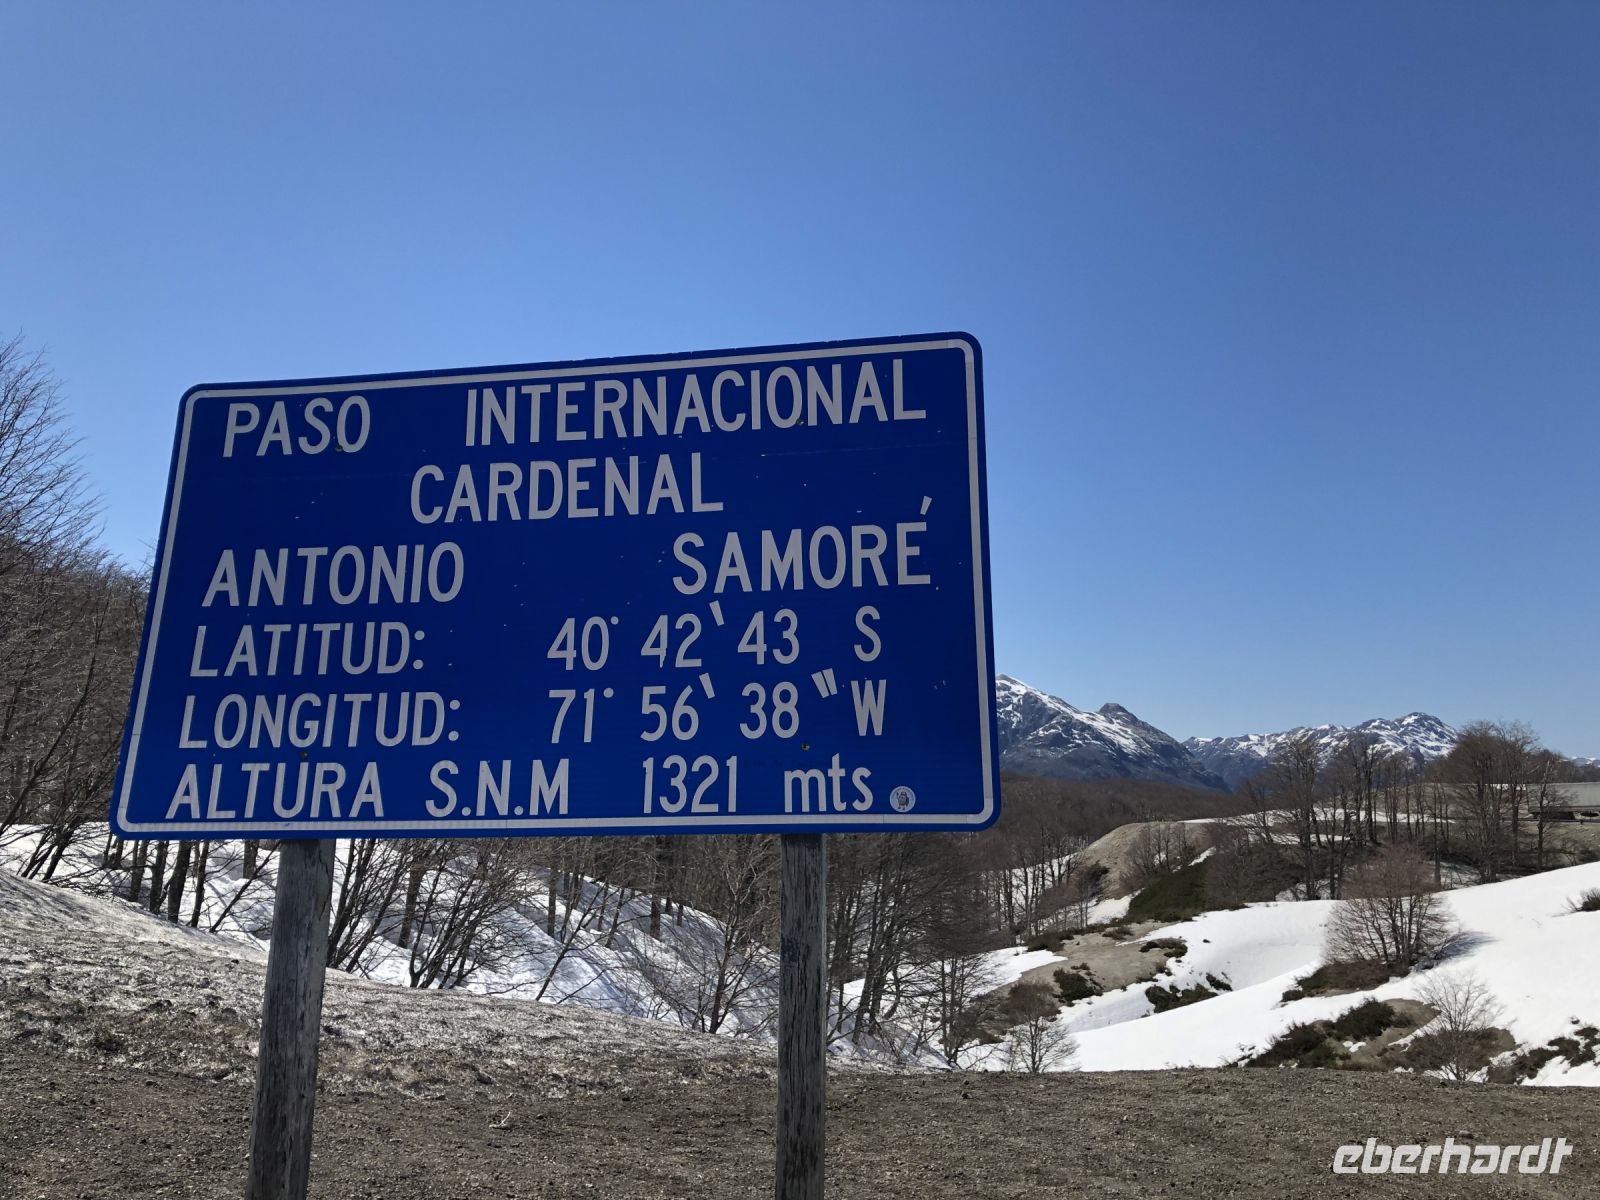 PASO INTERNACIONAL
CARDENAL
ANTONIO SAMORÉ
LATITUD: 40° 42' 43 S
LONGITUD: 71° 56' 38" W
ALTURA S.N.M 1321 mts
eberhardt